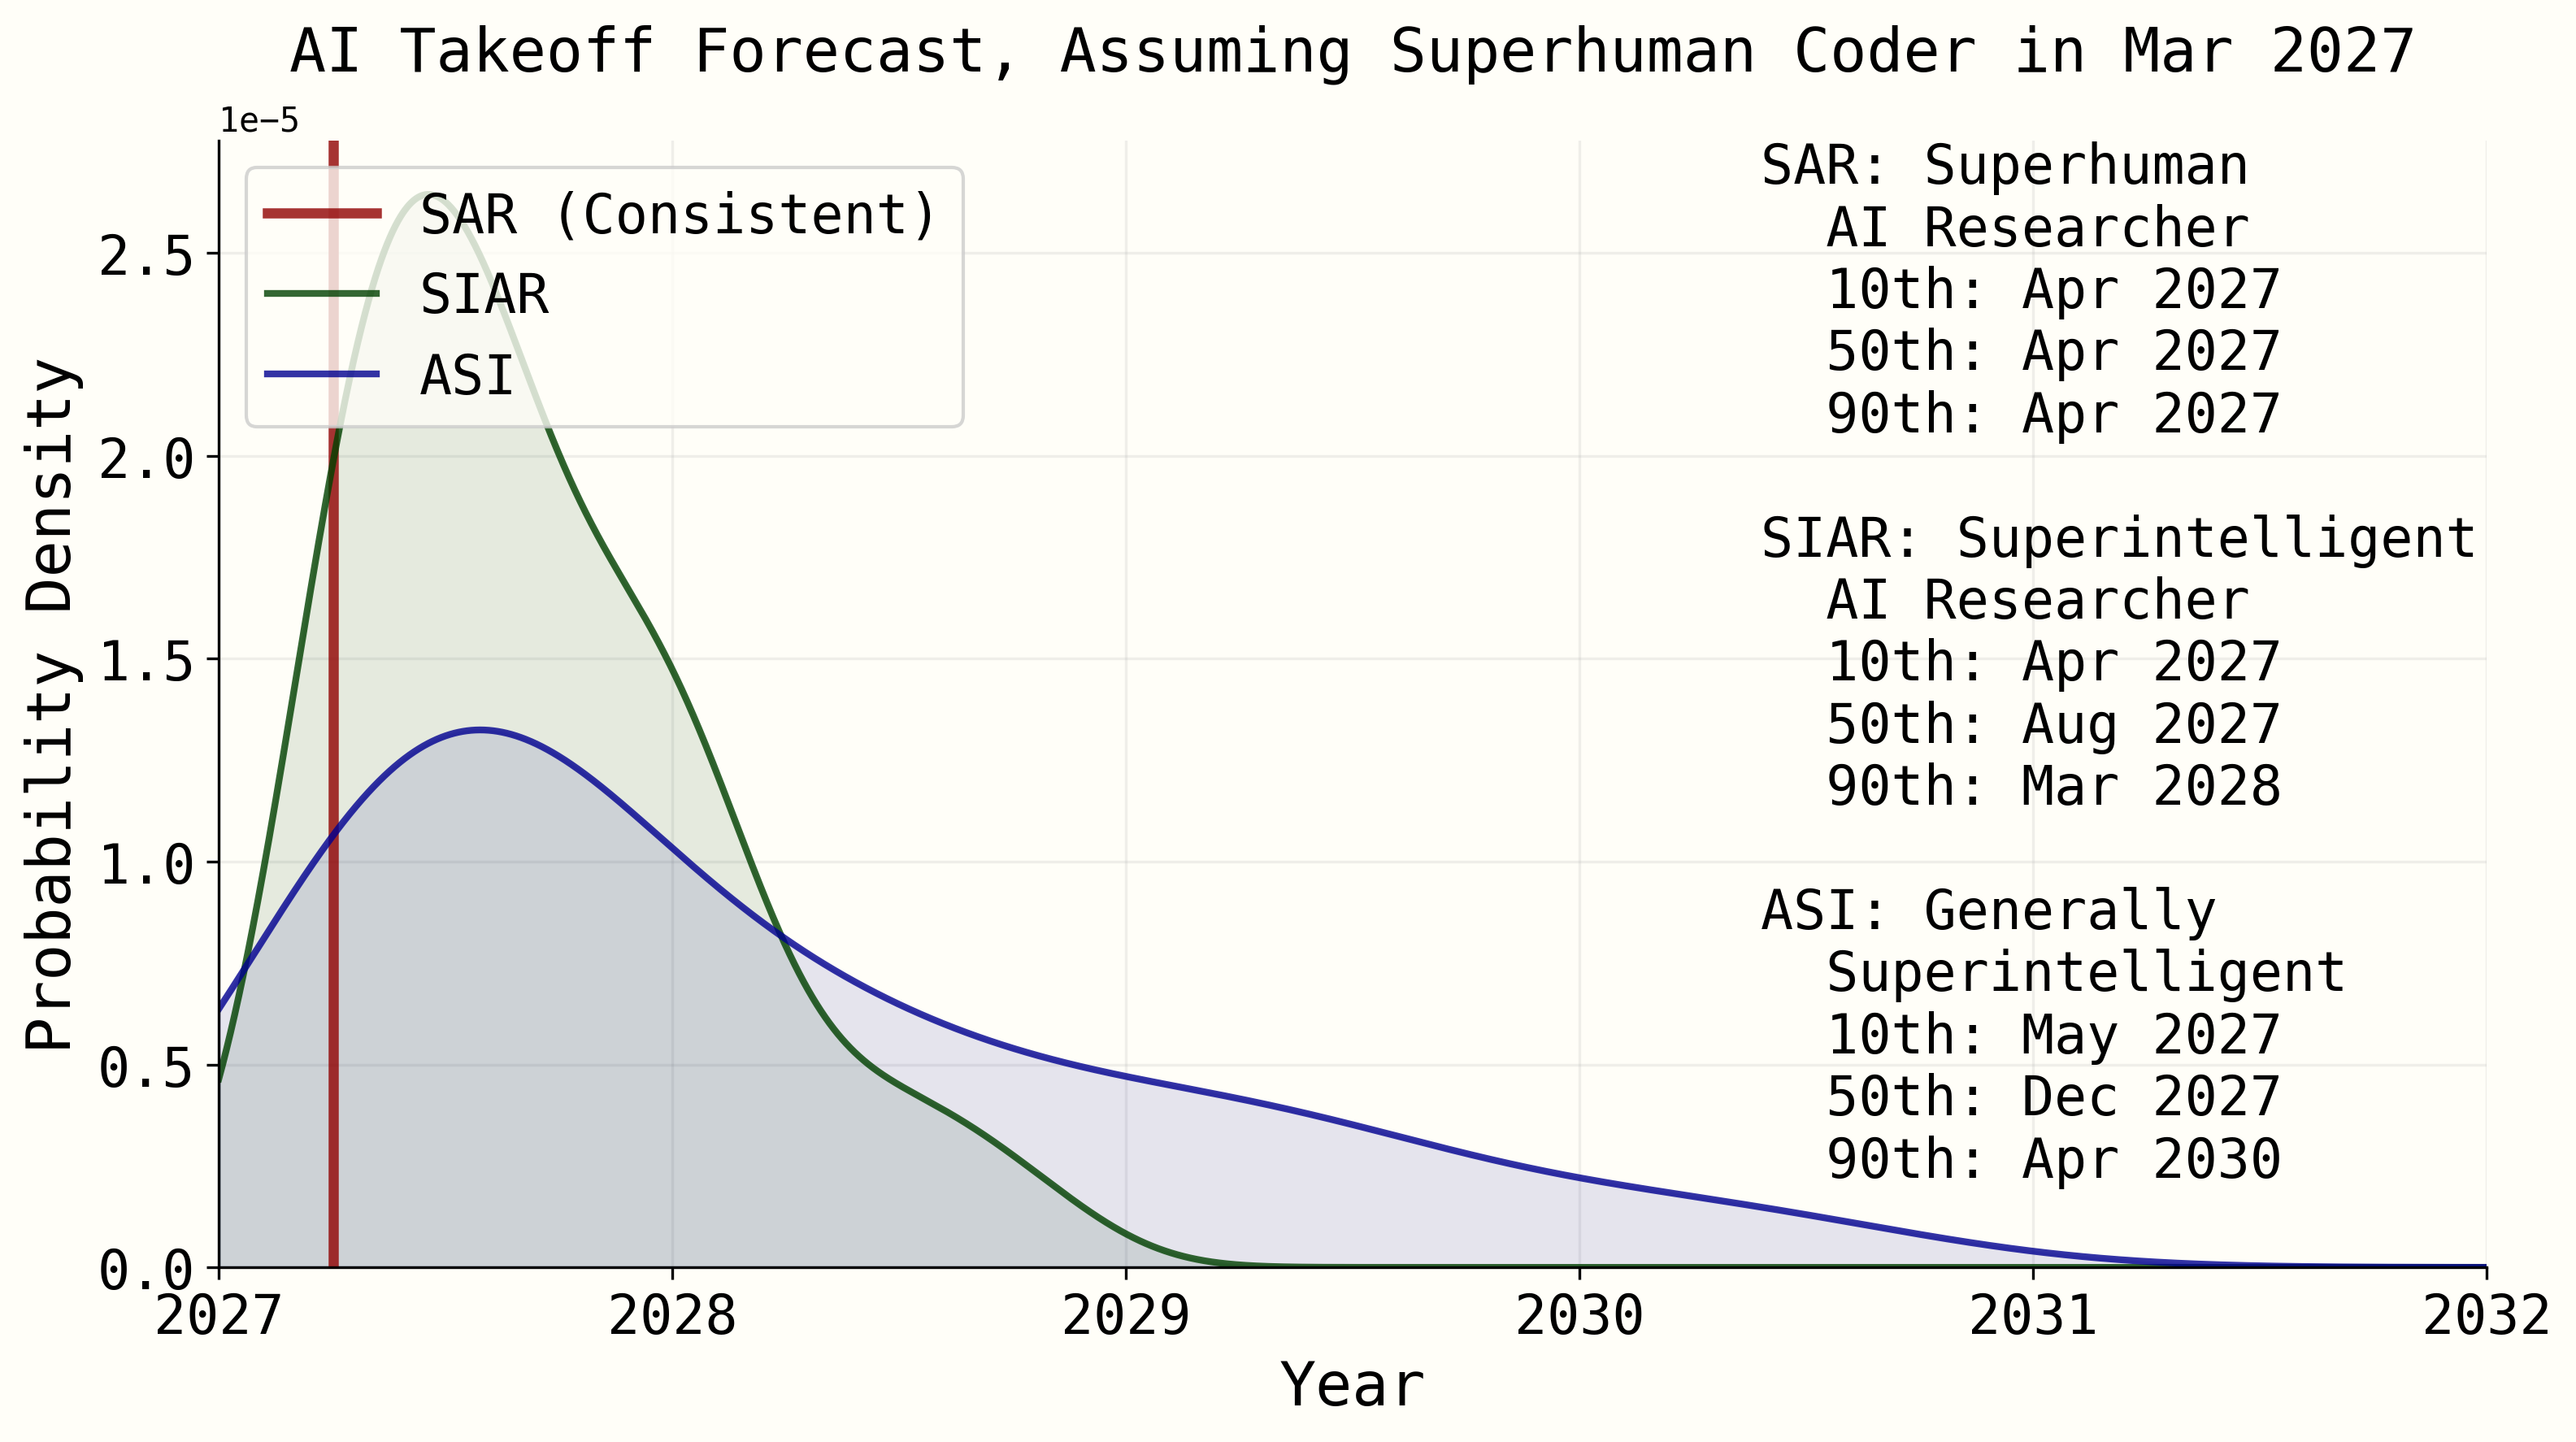 AI Takeoff Forecast, Assuming Superhuman Coder in Mar 2027
1e−5
SAR (Consistent)
SIAR
ASI
SAR: Superhuman
AI Researcher
10th: Apr 2027
50th: Apr 2027
90th: Apr 2027
SIAR: Superintelligent
AI Researcher
10th: Apr 2027
50th: Aug 2027
90th: Mar 2028
ASI: Generally
Superintelligent
10th: May 2027
50th: Dec 2027
90th: Apr 2030
Probability Density
2.5
2.0
1.5
1.0
0.5
0.0
2027 2028 2029 2030 2031 2032
Year